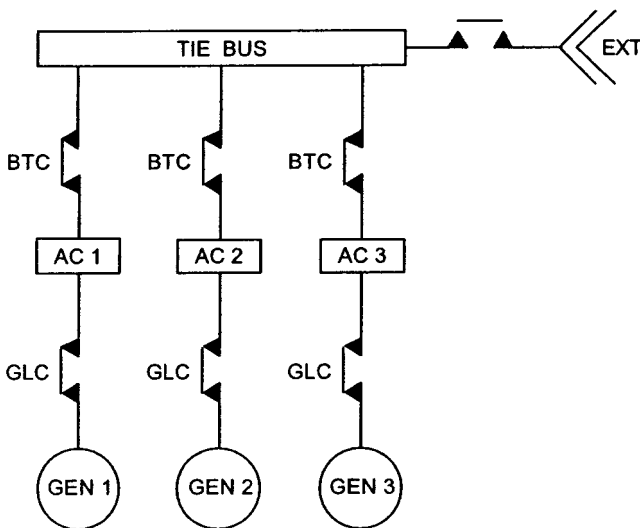 TIE BUS
EXT
BTC BTC BTC
AC 1 AC 2 AC 3
GLC GLC GLC
GEN 1 GEN 2 GEN 3